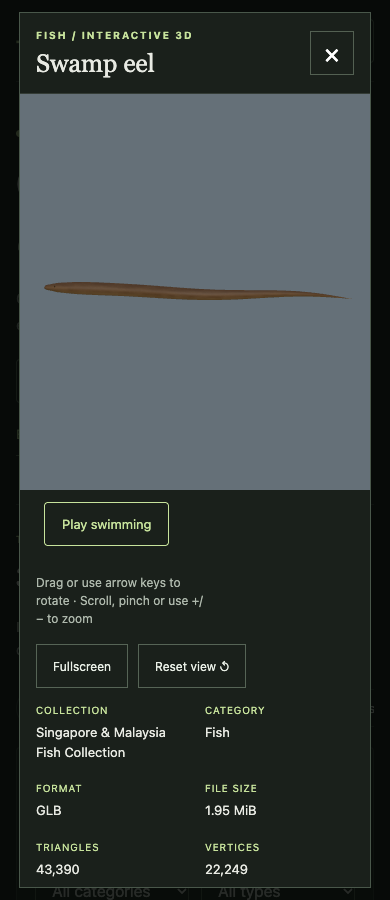 FISH / INTERACTIVE 3D
Swamp eel
×
Play swimming
Drag or use arrow keys to
rotate · Scroll, pinch or use +/
− to zoom
Fullscreen
Reset view ↺
COLLECTION
CATEGORY
Singapore & Malaysia
Fish Collection
Fish
FORMAT
FILE SIZE
GLB
1.95 MiB
TRIANGLES
VERTICES
43,390
22,249
All categories
All types